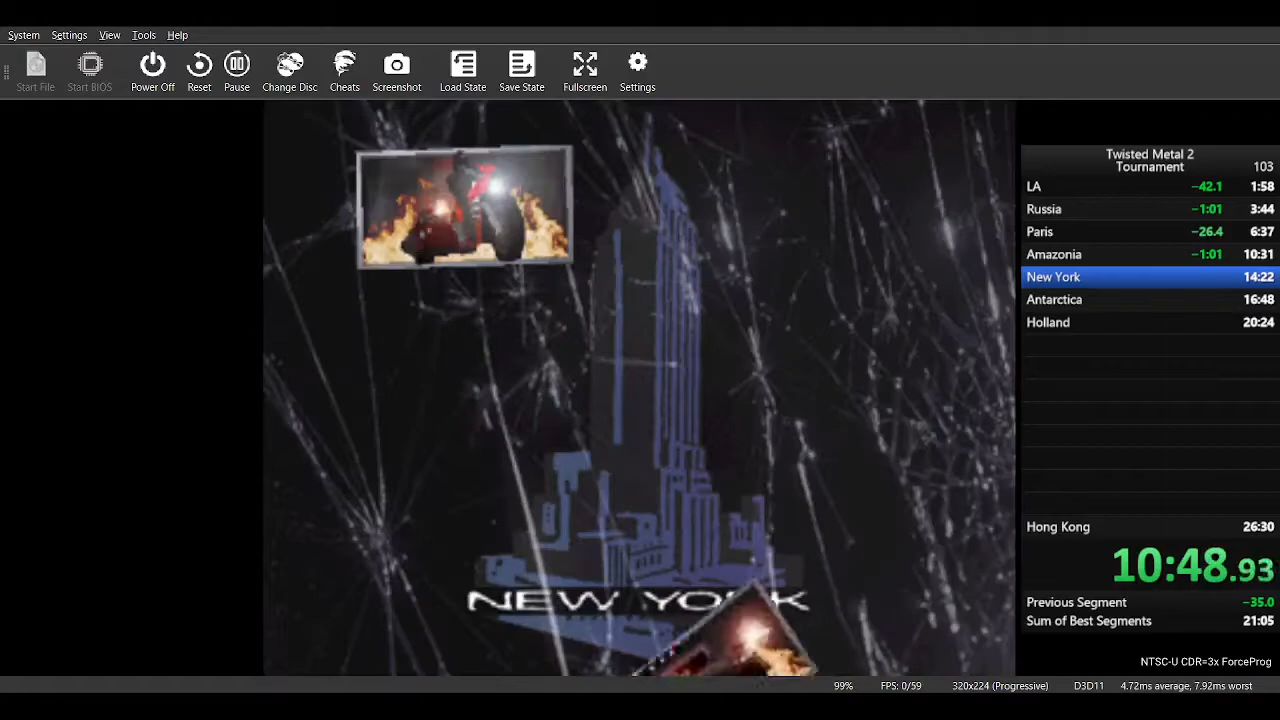 System Settings View Tools Help
Start File Start BIOS Power Off Reset Pause Change Disc Cheats Screenshot Load State Save State Fullscreen Settings
NEW YORK
Twisted Metal 2
Tournament 103
LA −42.1 1:58
Russia −1:01 3:44
Paris −26.4 6:37
Amazonia −1:01 10:31
New York 14:22
Antarctica 16:48
Holland 20:24
Hong Kong 26:30
10:48.93
Previous Segment −35.0
Sum of Best Segments 21:05
NTSC-U CDR=3x ForceProg
99% FPS: 0/59 320x224 (Progressive) D3D11 4.72ms average, 7.92ms worst